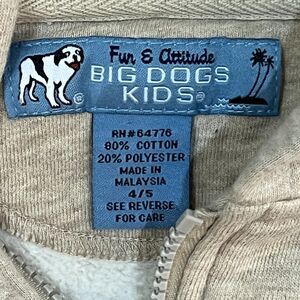 Fun & Attitude
BIG DOGS
KIDS®
RN#64776
80% COTTON
20% POLYESTER
MADE IN
MALAYSIA
4/5
SEE REVERSE
FOR CARE